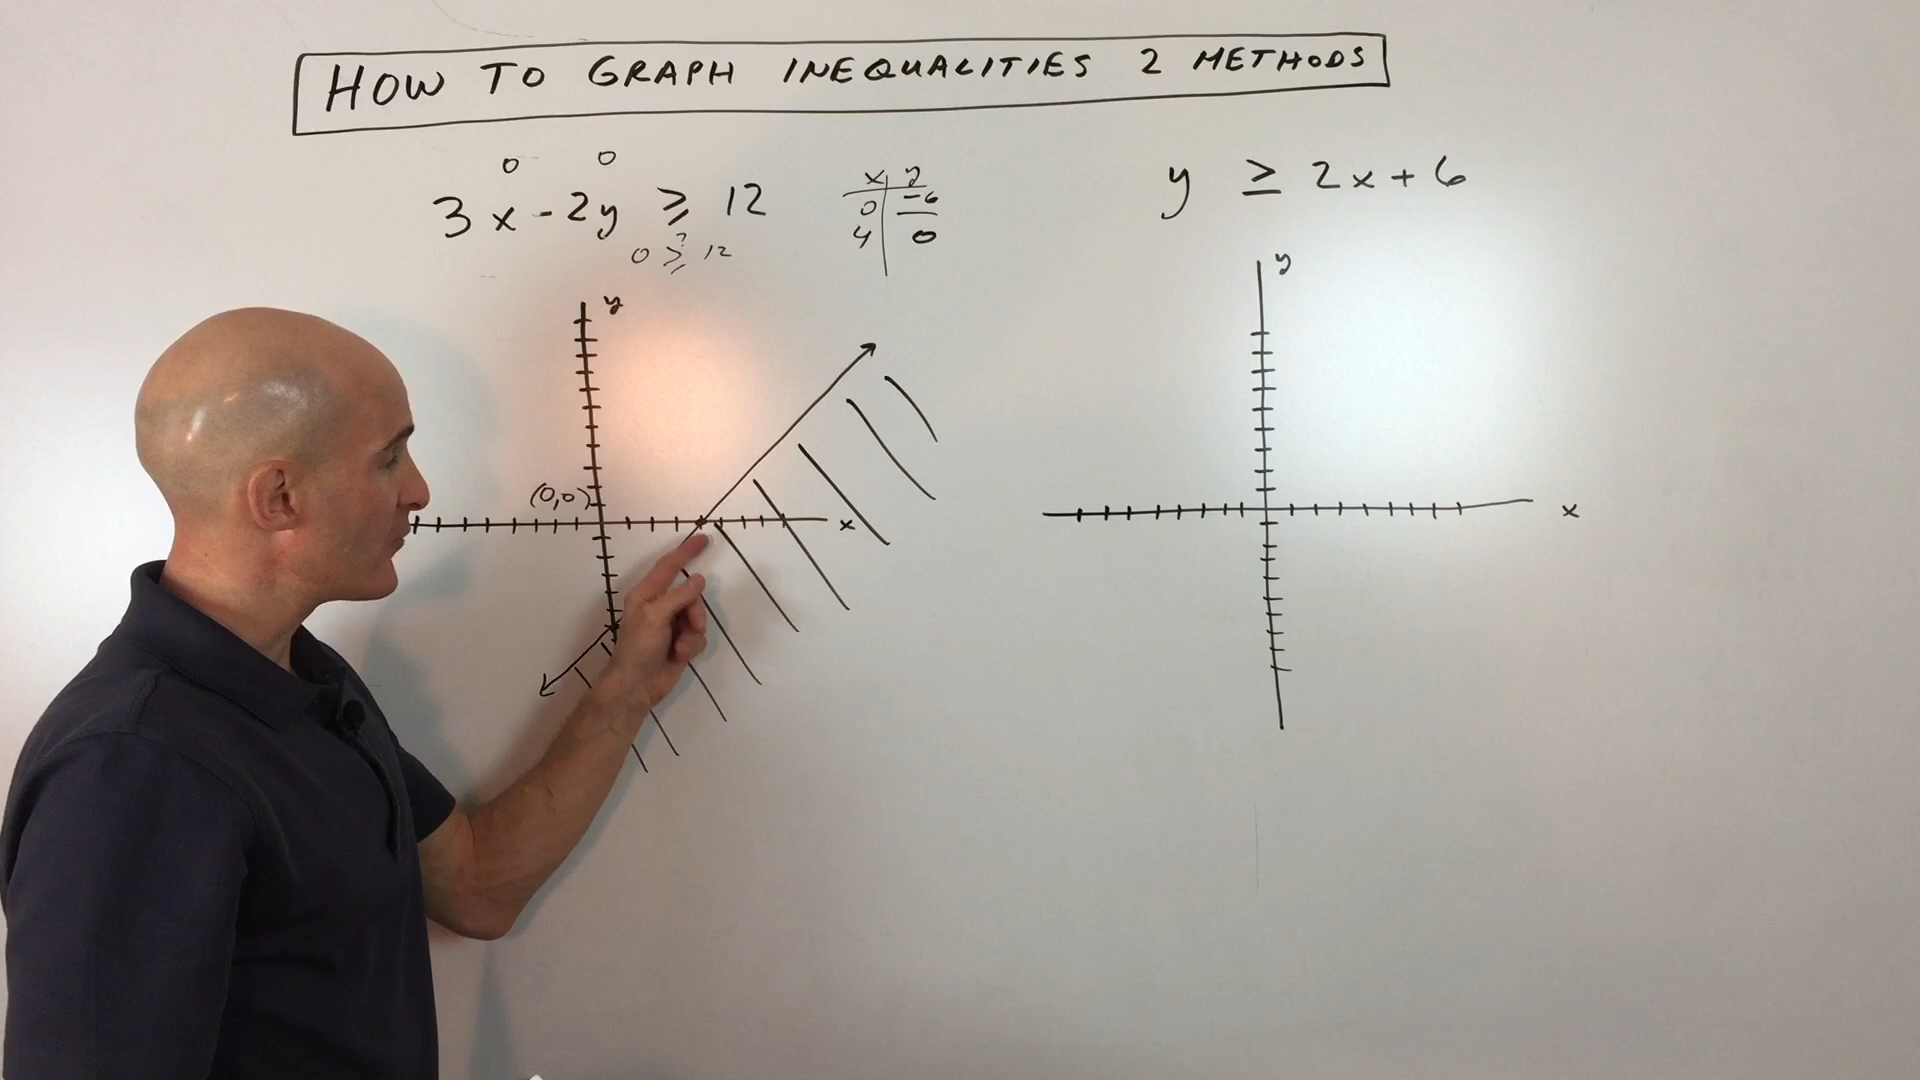 HOW TO GRAPH INEQUALITIES 2 METHODS
0 0
3x-2y ≥ 12
0 ≥? 12
x y
0 -6
4 0
y ≥ 2x+6
y
(0,0)
x
y
x